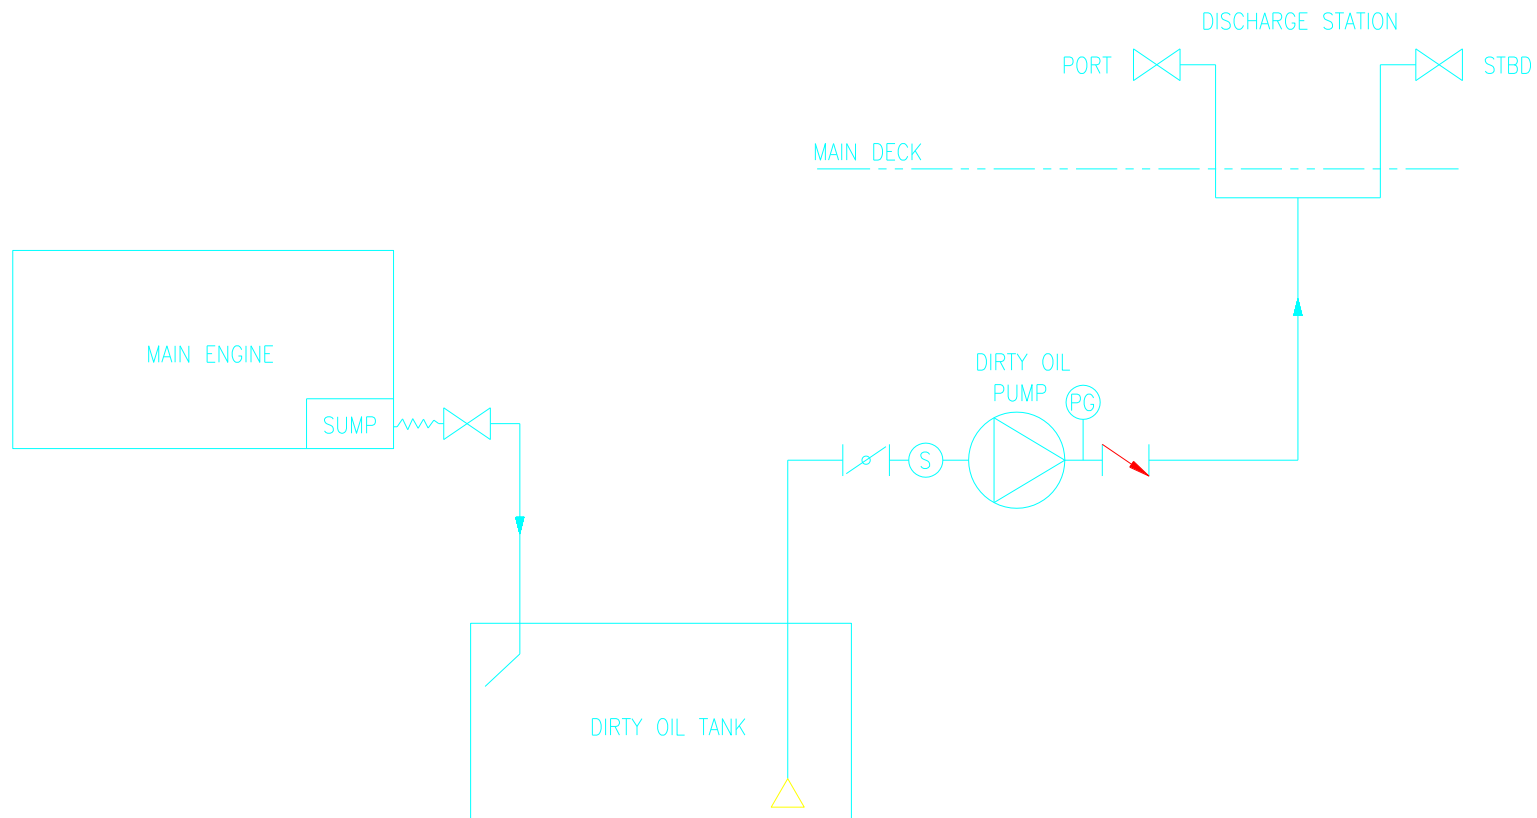 DISCHARGE STATION
PORT
STBD
MAIN DECK
MAIN ENGINE
DIRTY OIL
PUMP
PG
SUMP
S
DIRTY OIL TANK